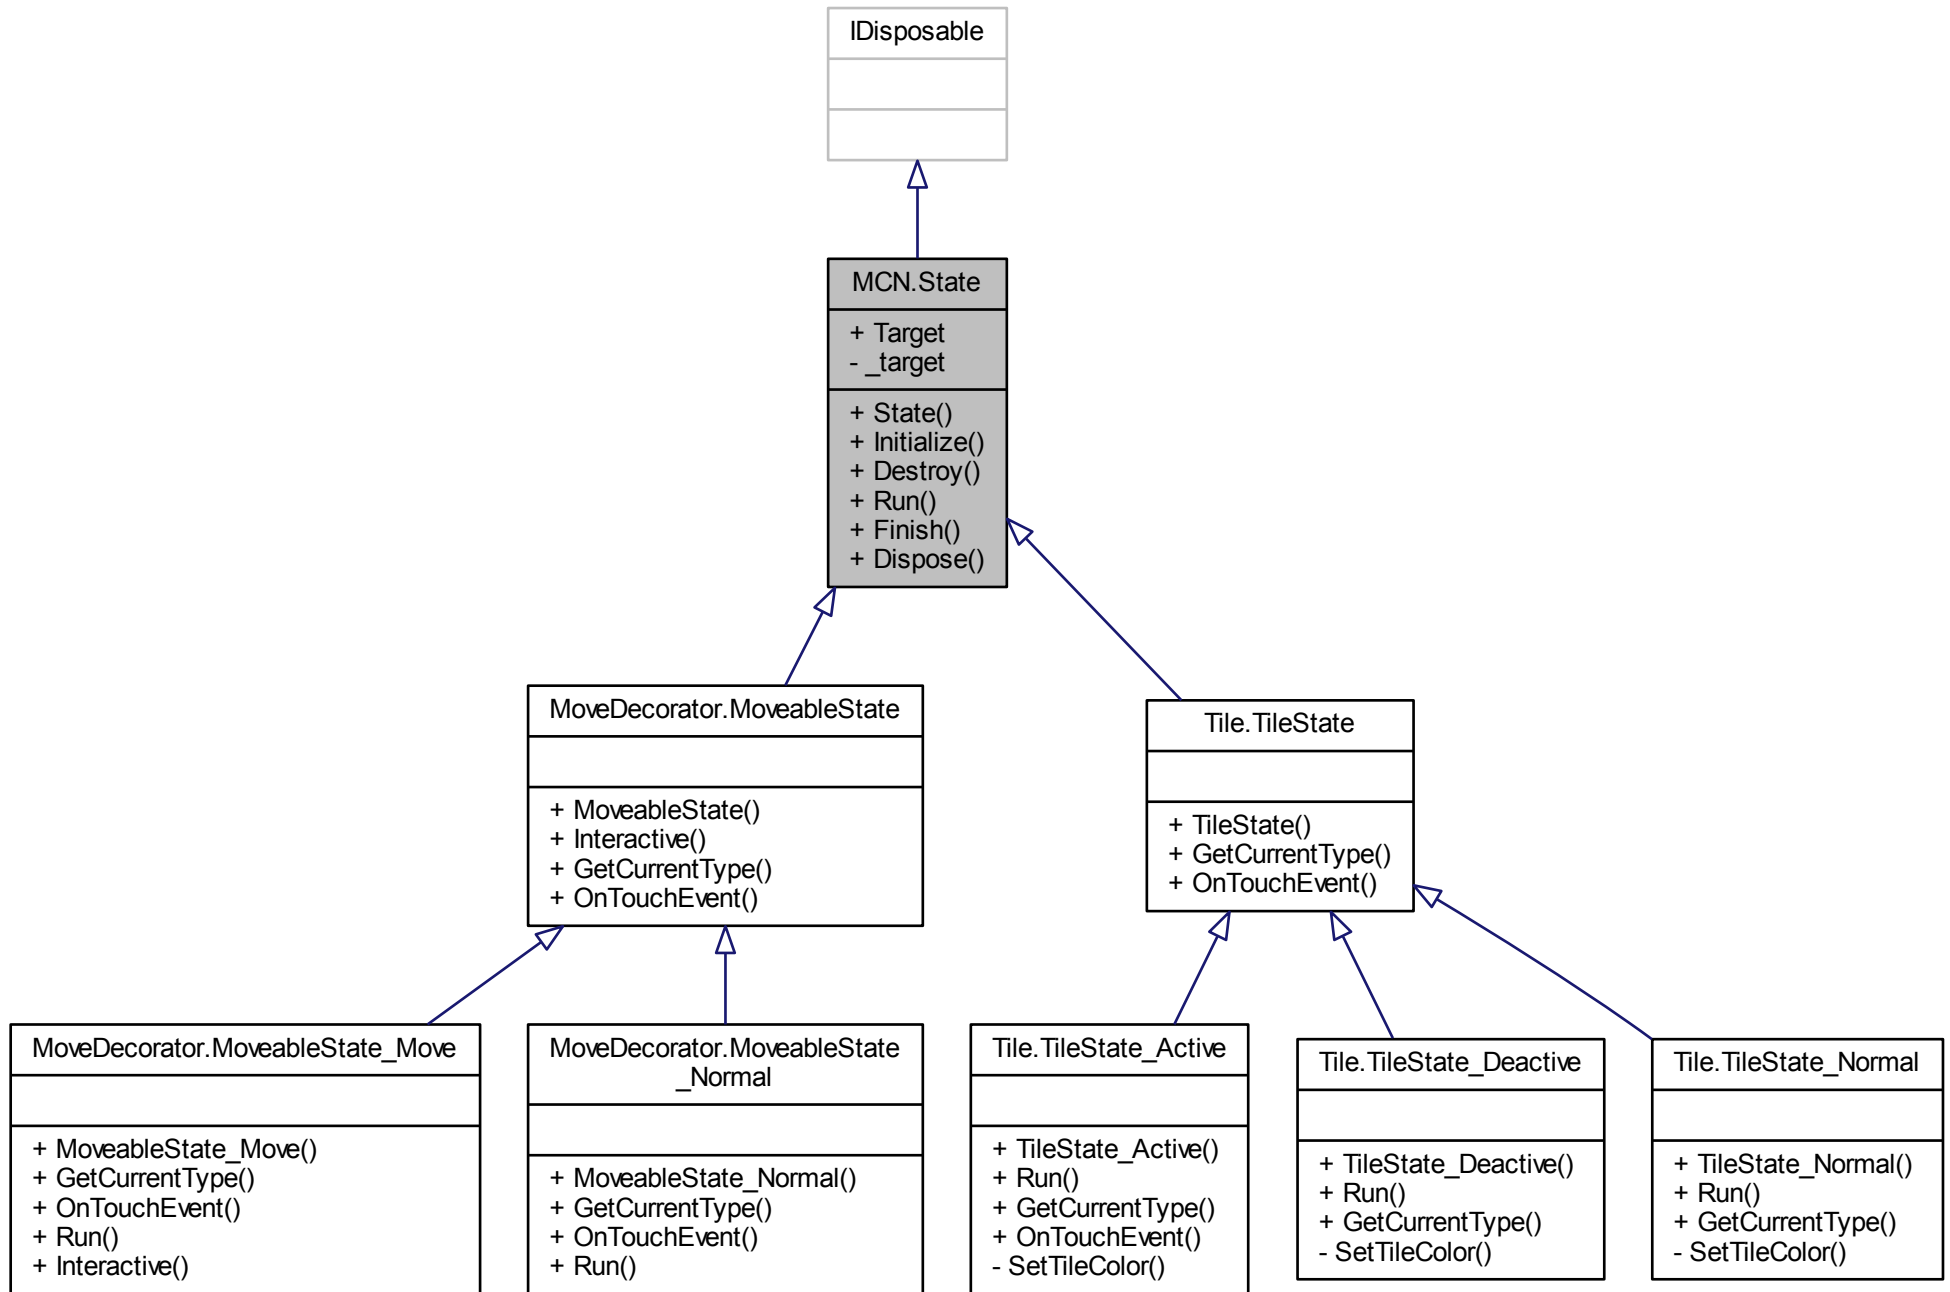 IDisposable
MCN.State
+ Target
- _target
+ State()
+ Initialize()
+ Destroy()
+ Run()
+ Finish()
+ Dispose()
MoveDecorator.MoveableState
+ MoveableState()
+ Interactive()
+ GetCurrentType()
+ OnTouchEvent()
Tile.TileState
+ TileState()
+ GetCurrentType()
+ OnTouchEvent()
MoveDecorator.MoveableState_Move
+ MoveableState_Move()
+ GetCurrentType()
+ OnTouchEvent()
+ Run()
+ Interactive()
MoveDecorator.MoveableState
_Normal
+ MoveableState_Normal()
+ GetCurrentType()
+ OnTouchEvent()
+ Run()
Tile.TileState_Active
+ TileState_Active()
+ Run()
+ GetCurrentType()
+ OnTouchEvent()
- SetTileColor()
Tile.TileState_Deactive
+ TileState_Deactive()
+ Run()
+ GetCurrentType()
- SetTileColor()
Tile.TileState_Normal
+ TileState_Normal()
+ Run()
+ GetCurrentType()
- SetTileColor()